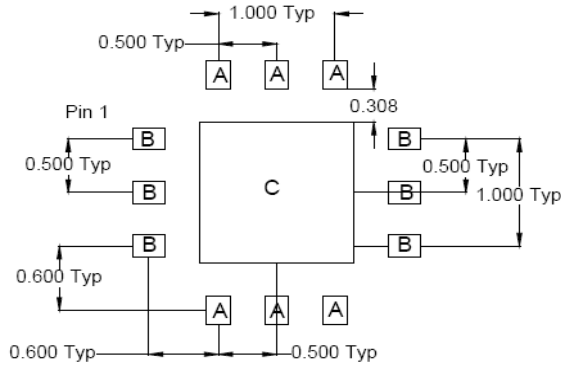 1.000 Typ
0.500 Typ
A A A
0.308
Pin 1
B B
0.500 Typ 0.500 Typ
C
B B
1.000 Typ
B B
0.600 Typ
A A A
0.600 Typ 0.500 Typ